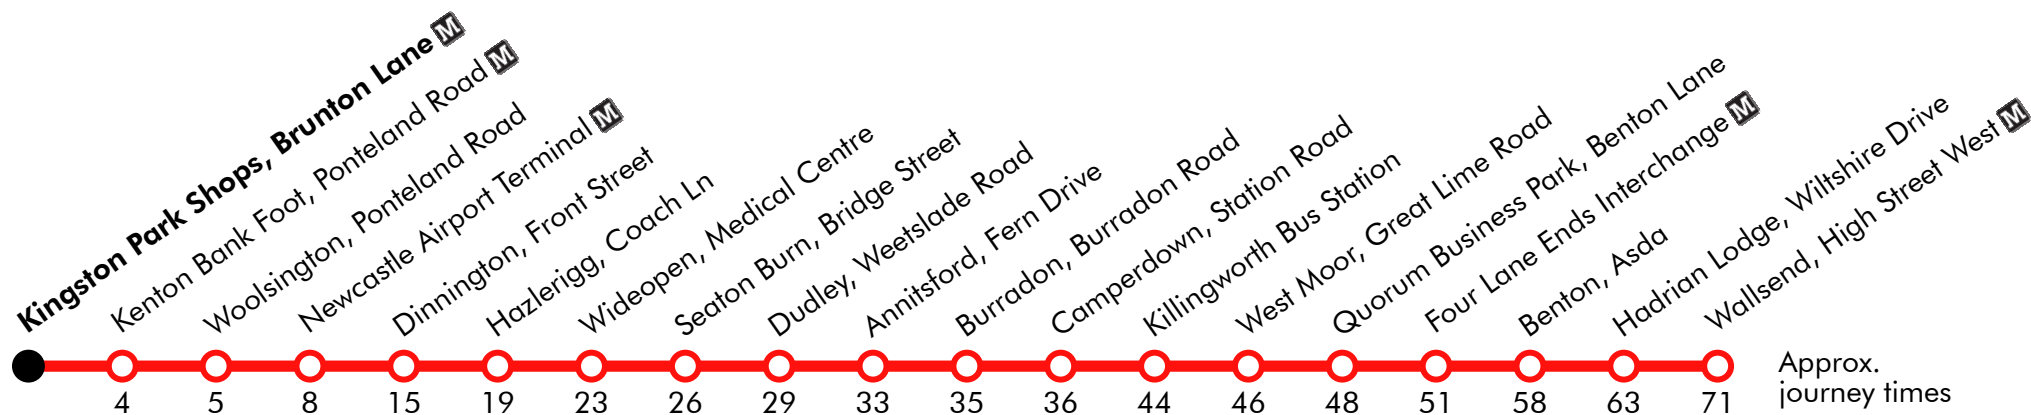 Kingston Park Shops, Brunton Lane M
Kenton Bank Foot, Ponteland Road M
Woolsington, Ponteland Road
Newcastle Airport Terminal M
Dinnington, Front Street
Hazlerigg, Coach Ln
Wideopen, Medical Centre
Seaton Burn, Bridge Street
Dudley, Weetslade Road
Annitsford, Fern Drive
Burradon, Burradon Road
Camperdown, Station Road
Killingworth Bus Station
West Moor, Great Lime Road
Quorum Business Park, Benton Lane
Four Lane Ends Interchange M
Benton, Asda
Hadrian Lodge, Wiltshire Drive
Wallsend, High Street West M
4 5 8 15 19 23 26 29 33 35 36 44 46 48 51 58 63 71
Approx.
journey times